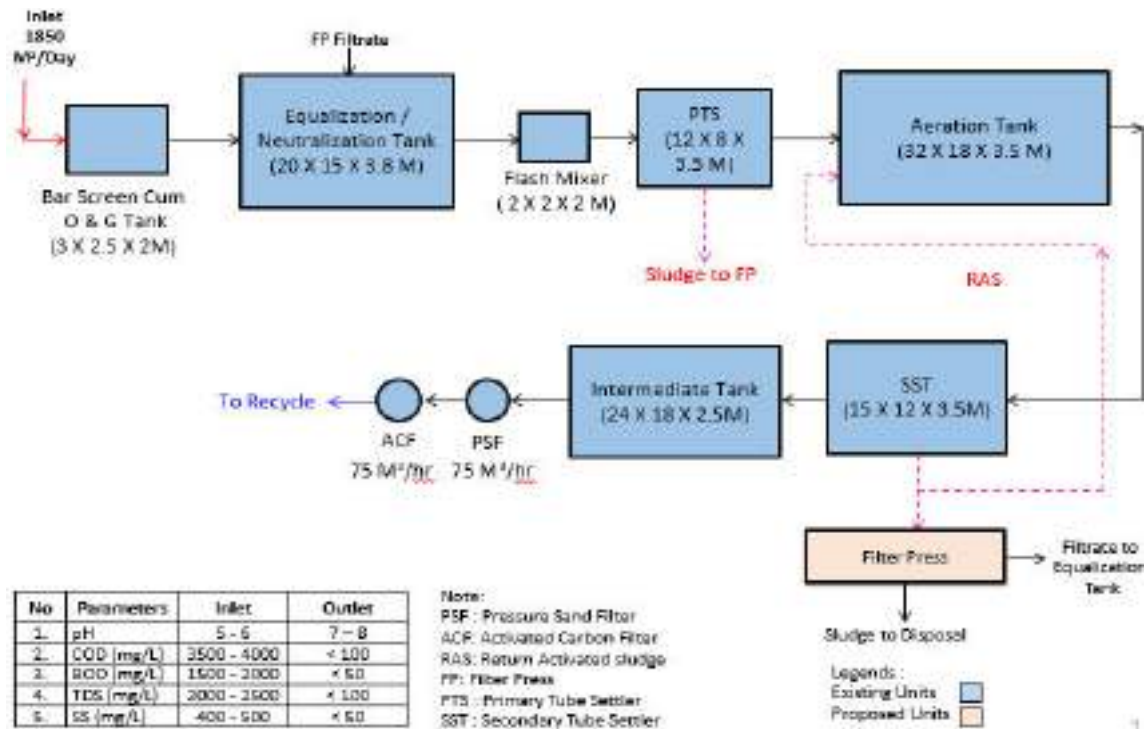 Inlet
1850
M³/Day
FP Filtrate
Equalization /
Neutralization Tank
(20 X 15 X 3.8 M)
PTS
(12 X 8 X
3.5 M)
Aeration Tank
(32 X 18 X 3.5 M)
Bar Screen Cum
O & G Tank
(3 X 2.5 X 2M)
Flash Mixer
( 2 X 2 X 2 M)
Sludge to FP
RAS
To Recycle
ACF
75 M³/hr
PSF
75 M³/hr
Intermediate Tank
(24 X 18 X 2.5M)
SST
(15 X 12 X 3.5M)
Filter Press
Filtrate to
Equalization
Tank
Sludge to Disposal
No Parameters Inlet Outlet
1. pH 5 - 6 7 – 8
2. COD (mg/L) 3500 - 4000 < 100
3. BOD (mg/L) 1500 - 2000 < 50
4. TDS (mg/L) 2000 - 2500 < 100
5. SS (mg/L) 400 - 500 < 50
Note:
PSF : Pressure Sand Filter
ACF: Activated Carbon Filter
RAS: Return Activated sludge
FP: Filter Press
PTS : Primary Tube Settler
SST : Secondary Tube Settler
Legends :
Existing Units
Proposed Units